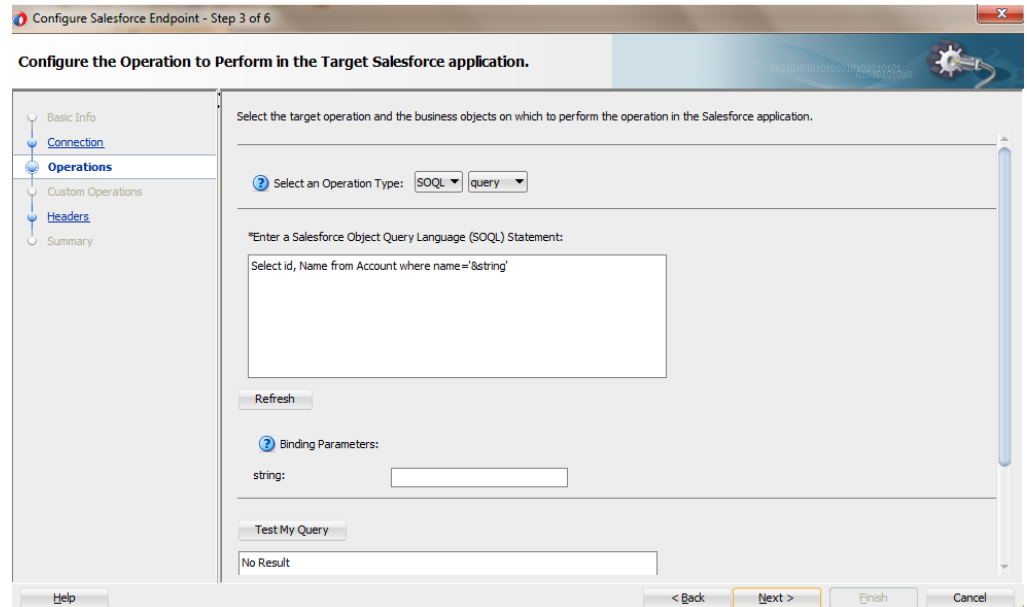 Configure Salesforce Endpoint - Step 3 of 6
Configure the Operation to Perform in the Target Salesforce application.
Basic Info
Connection
Operations
Custom Operations
Headers
Summary
Select the target operation and the business objects on which to perform the operation in the Salesforce application.
Select an Operation Type: SOQL query
*Enter a Salesforce Object Query Language (SOQL) Statement:
Select id, Name from Account where name='&string'
Refresh
Binding Parameters:
string:
Test My Query
No Result
Help
< Back
Next >
Finish
Cancel